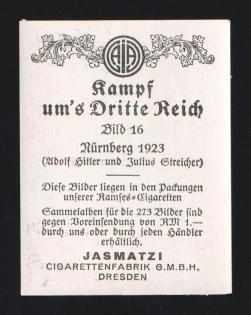 AJA
Kampf
um's Dritte Reich
Bild 16
Nürnberg 1923
(Adolf Hitler und Julius Streicher)
Diese Bilder liegen in den Packungen
unserer Ramses=Cigaretten
Sammelalben für die 273 Bilder sind
gegen Voreinsendung von RM 1.—
durch uns oder durch jeden Händler
erhältlich.
JASMATZI
CIGARETTENFABRIK G.M.B.H.
DRESDEN